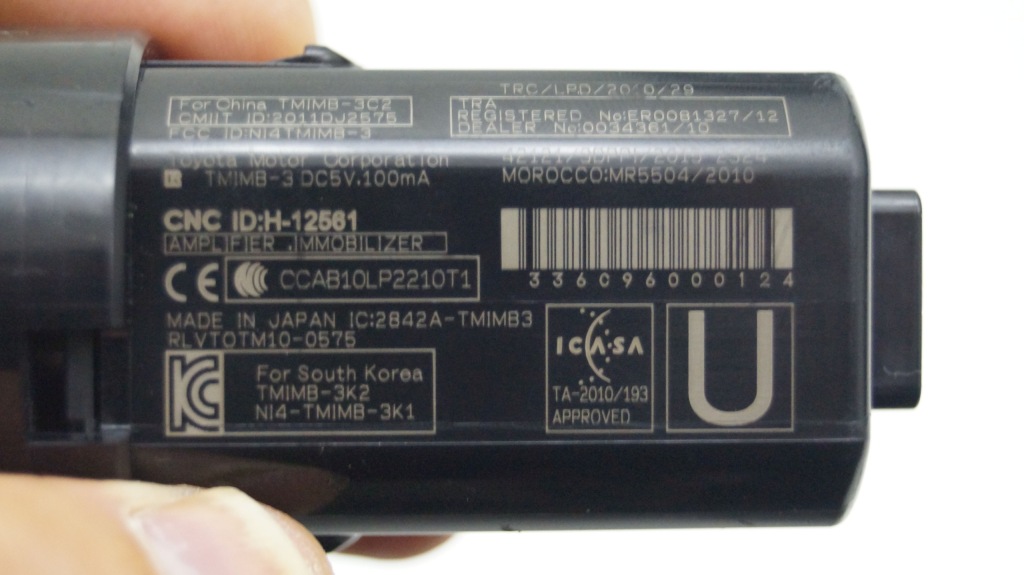 For China TMIMB-3C2
CMIIT ID:2011DJ2575
FCC ID:NI4TMIMB-3
Toyota Motor Corporation
TMIMB-3 DC5V.100mA
CNC ID:H-12561
AMPLIFIER .IMMOBILIZER
CE
CCAB10LP2210T1
MADE IN JAPAN IC:2842A-TMIMB3
RLVTOTM10-0575
KC
For South Korea
TMIMB-3K2
NI4-TMIMB-3K1
TRC/LPD/2010/29
TRA
REGISTERED No:ER0081327/12
DEALER No:0034361/10
MOROCCO:MR5504/2010
336096000124
ICASA
TA-2010/193
APPROVED
U